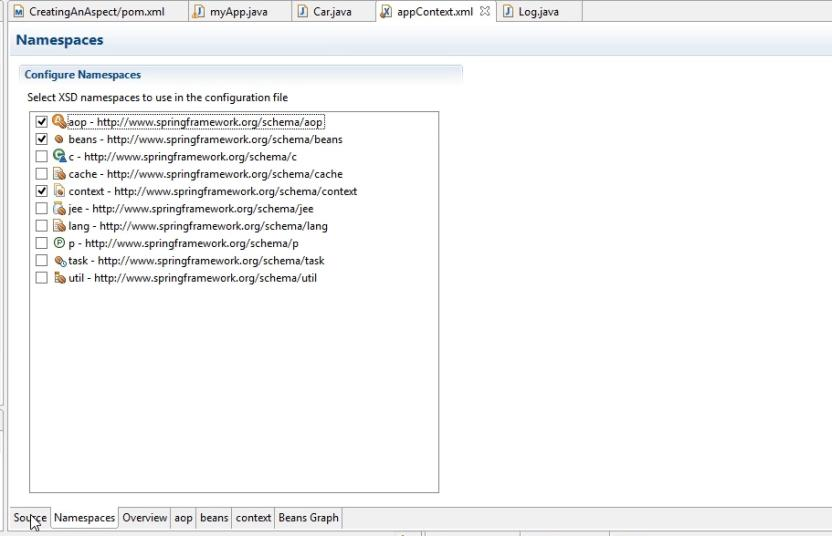 CreatingAnAspect/pom.xml myApp.java Car.java appContext.xml Log.java
Namespaces
Configure Namespaces
Select XSD namespaces to use in the configuration file
aop - http://www.springframework.org/schema/aop
beans - http://www.springframework.org/schema/beans
c - http://www.springframework.org/schema/c
cache - http://www.springframework.org/schema/cache
context - http://www.springframework.org/schema/context
jee - http://www.springframework.org/schema/jee
lang - http://www.springframework.org/schema/lang
p - http://www.springframework.org/schema/p
task - http://www.springframework.org/schema/task
util - http://www.springframework.org/schema/util
Source Namespaces Overview aop beans context Beans Graph